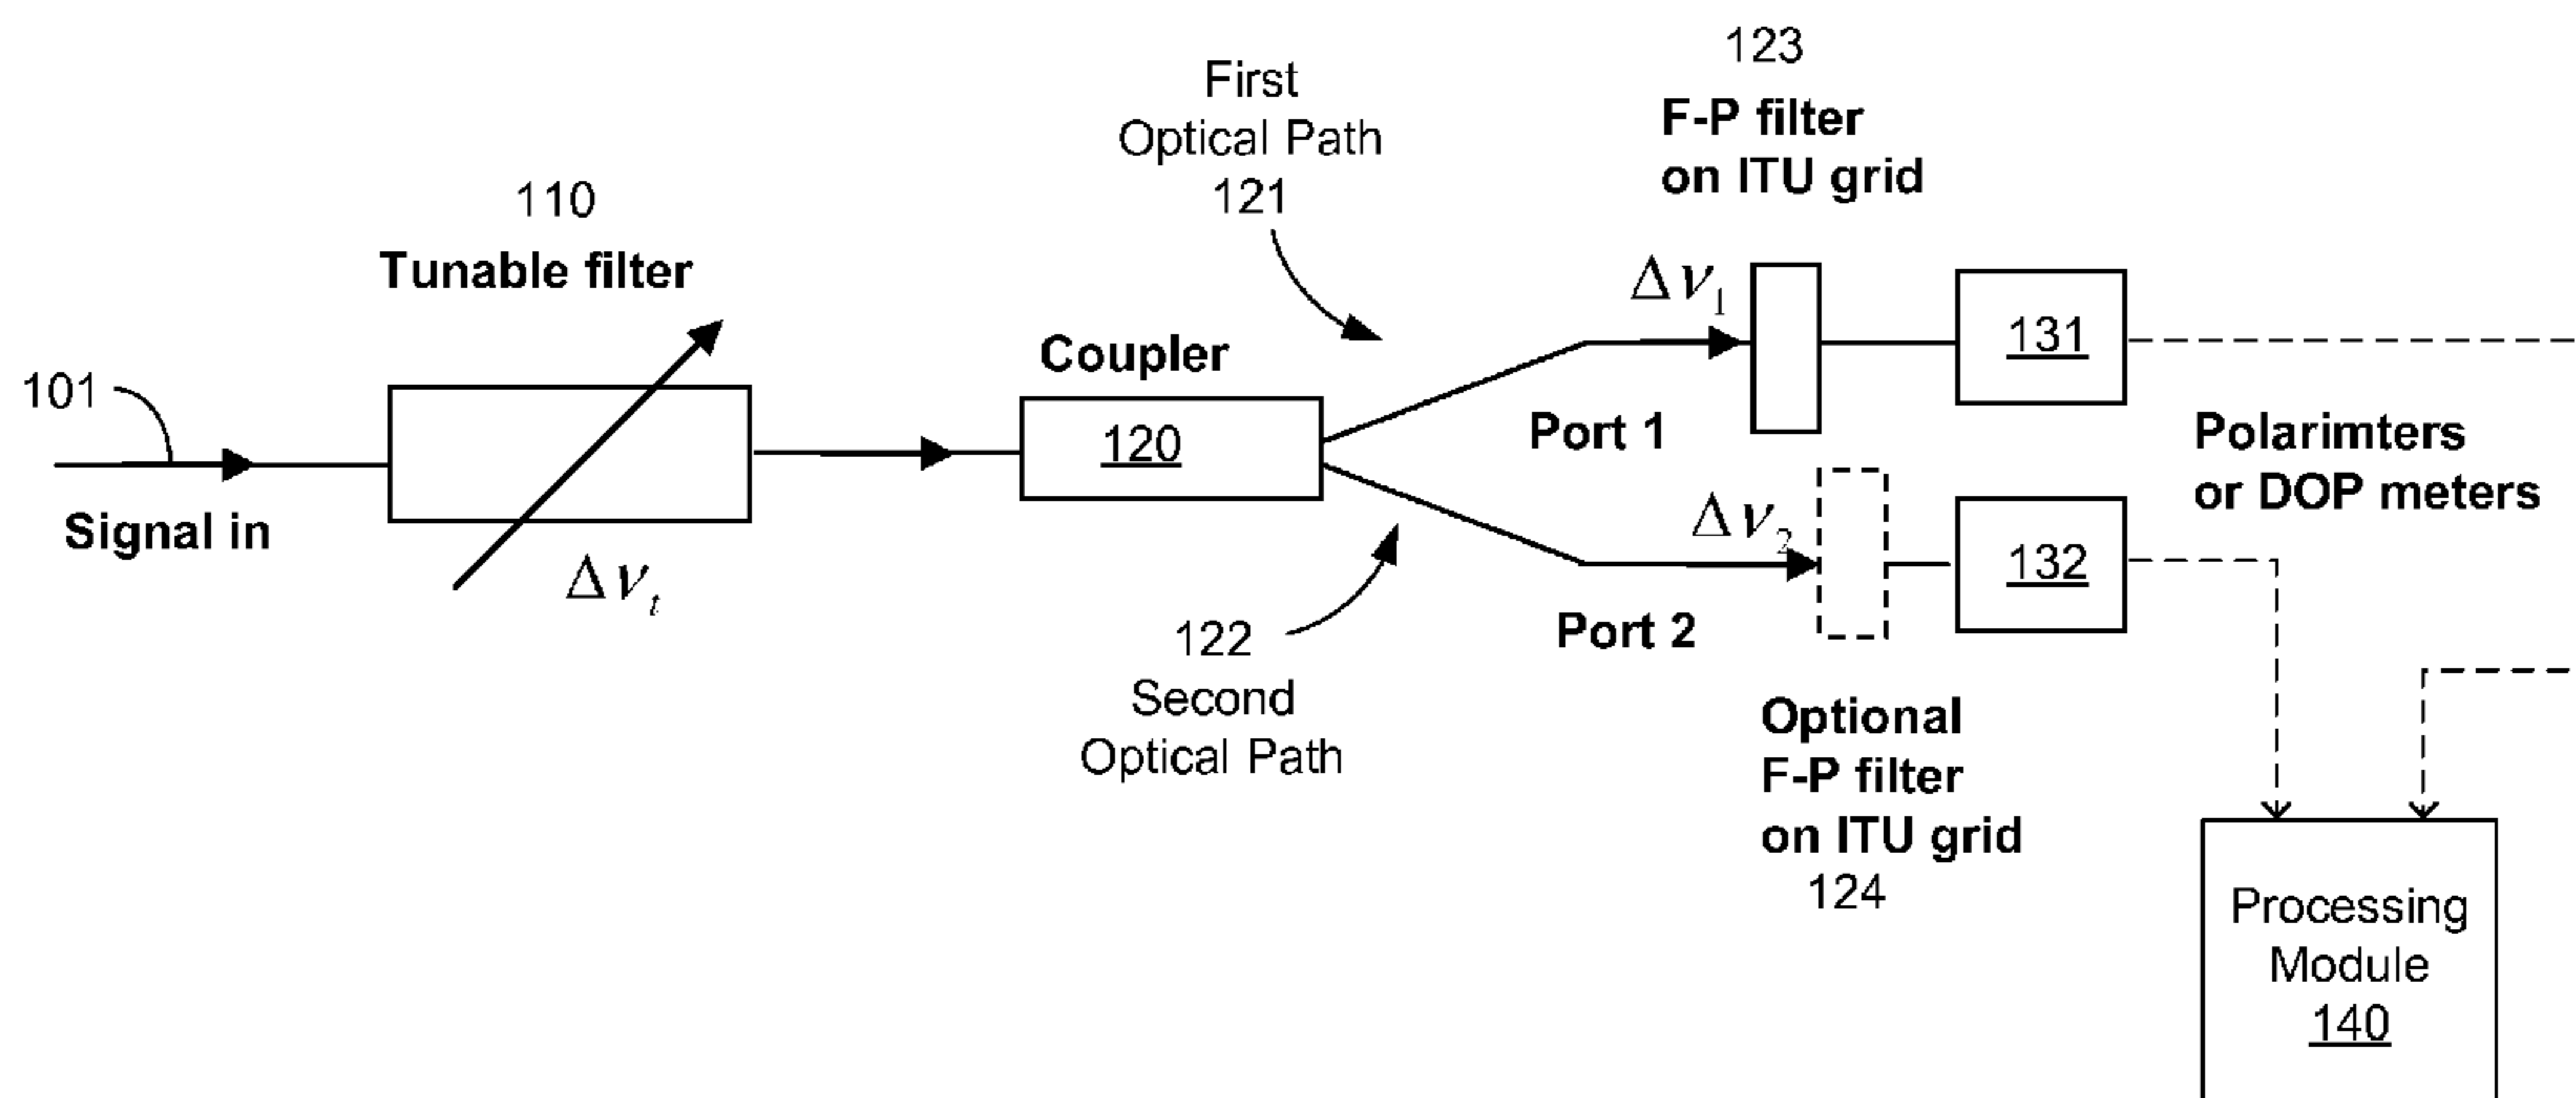 123
First
Optical Path
121
F-P filter
on ITU grid
110
Tunable filter
Δν₁
131
Coupler
101
120
Port 1
Polarimters
or DOP meters
Signal in
Δνₜ
Δν₂
132
122
Second
Optical Path
Port 2
Optional
F-P filter
on ITU grid
124
Processing
Module
140